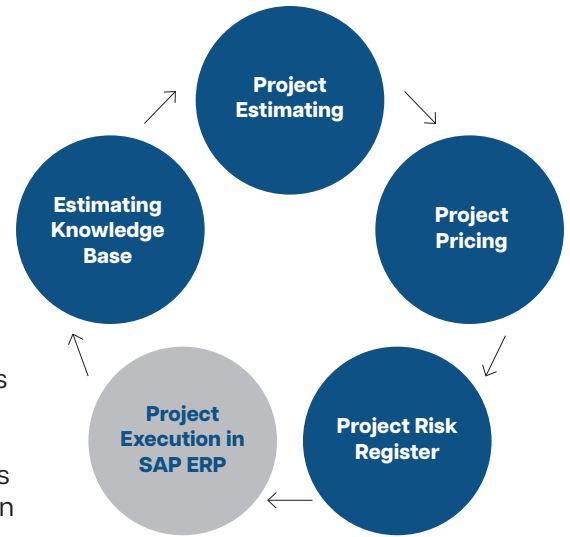 Project
Estimating
Estimating
Knowledge
Base
Project
Pricing
Project
Execution in
SAP ERP
Project Risk
Register
s
s
n